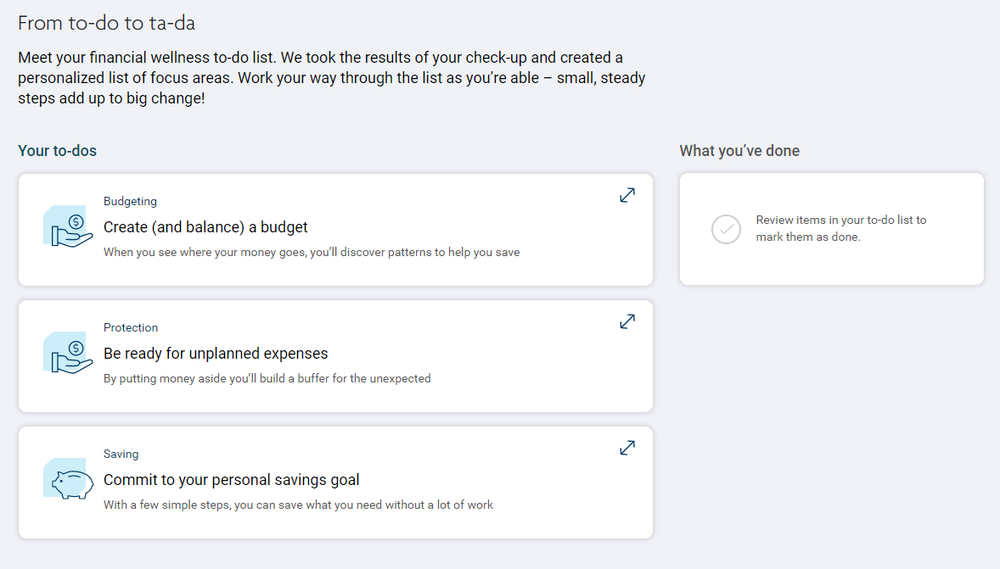 From to-do to ta-da
Meet your financial wellness to-do list. We took the results of your check-up and created a
personalized list of focus areas. Work your way through the list as you’re able – small, steady
steps add up to big change!
Your to-dos
Budgeting
Create (and balance) a budget
When you see where your money goes, you’ll discover patterns to help you save
Protection
Be ready for unplanned expenses
By putting money aside you’ll build a buffer for the unexpected
Saving
Commit to your personal savings goal
With a few simple steps, you can save what you need without a lot of work
What you’ve done
Review items in your to-do list to
mark them as done.